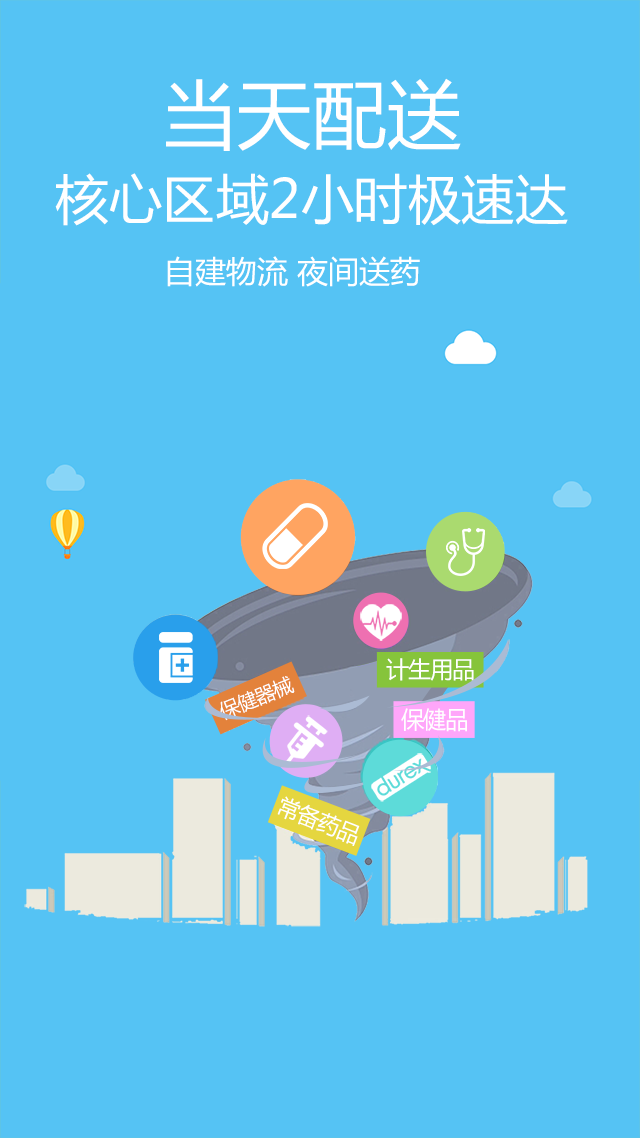 当天配送
核心区域2小时极速达
自建物流 夜间送药
计生用品
保健器械
保健品
durex
常备药品